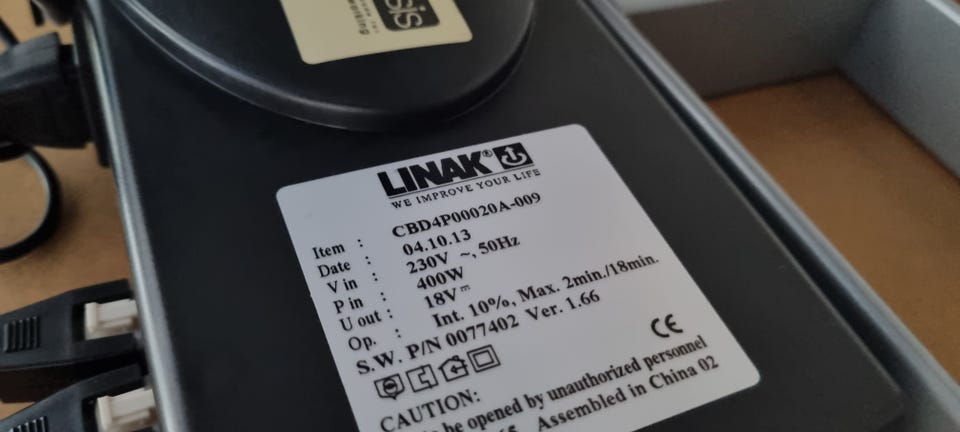 sis
working
LINAK®
WE IMPROVE YOUR LIFE
Item : CBD4P00020A-009
Date : 04.10.13
V in : 230V ~, 50Hz
P in : 400W
U out : 18V⎓
Op. : Int. 10%, Max. 2min./18min.
S.W. P/N 0077402 Ver. 1.66
CE
CAUTION:
be opened by unauthorized personnel
Assembled in China 02